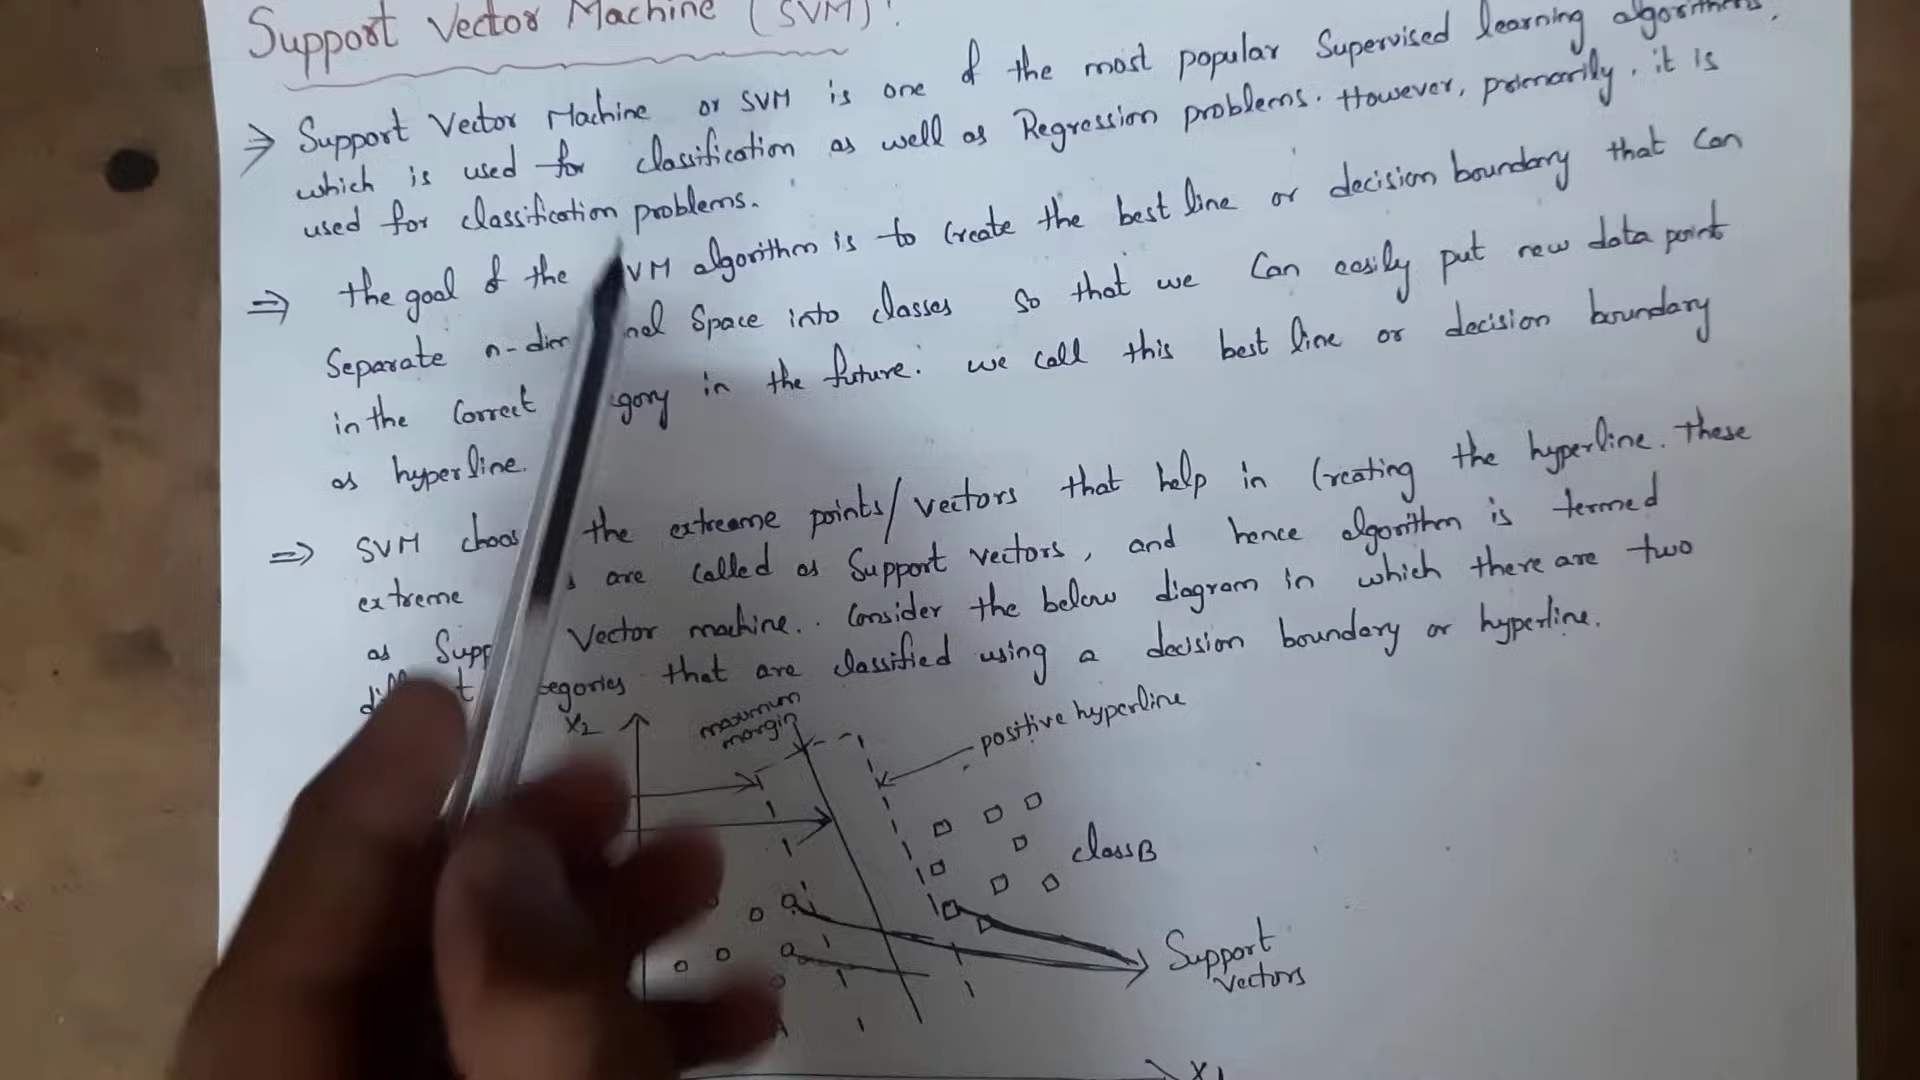 Support Vector Machine (SVM):
⇒ Support Vector Machine or SVM is one of the most popular Supervised learning algorithms,
which is used for classification as well as Regression problems. However, primarily, it is
used for classification problems.
⇒ the goal of the SVM algorithm is to create the best line or decision boundary that can
Separate n-dim nal Space into classes so that we can easily put new data point
in the correct gory in the future. we call this best line or decision boundary
as hyperline.
⇒ SVM choos the extreame points/vectors that help in creating the hyperline. These
extreme are called as Support vectors, and hence algorithm is termed
as Supp Vector machine.. Consider the below diagram in which there are two
egories that are classified using a decision boundary or hyperline.
X2
maximum
margin
positive hyperline
classB
Support
vectors
X1